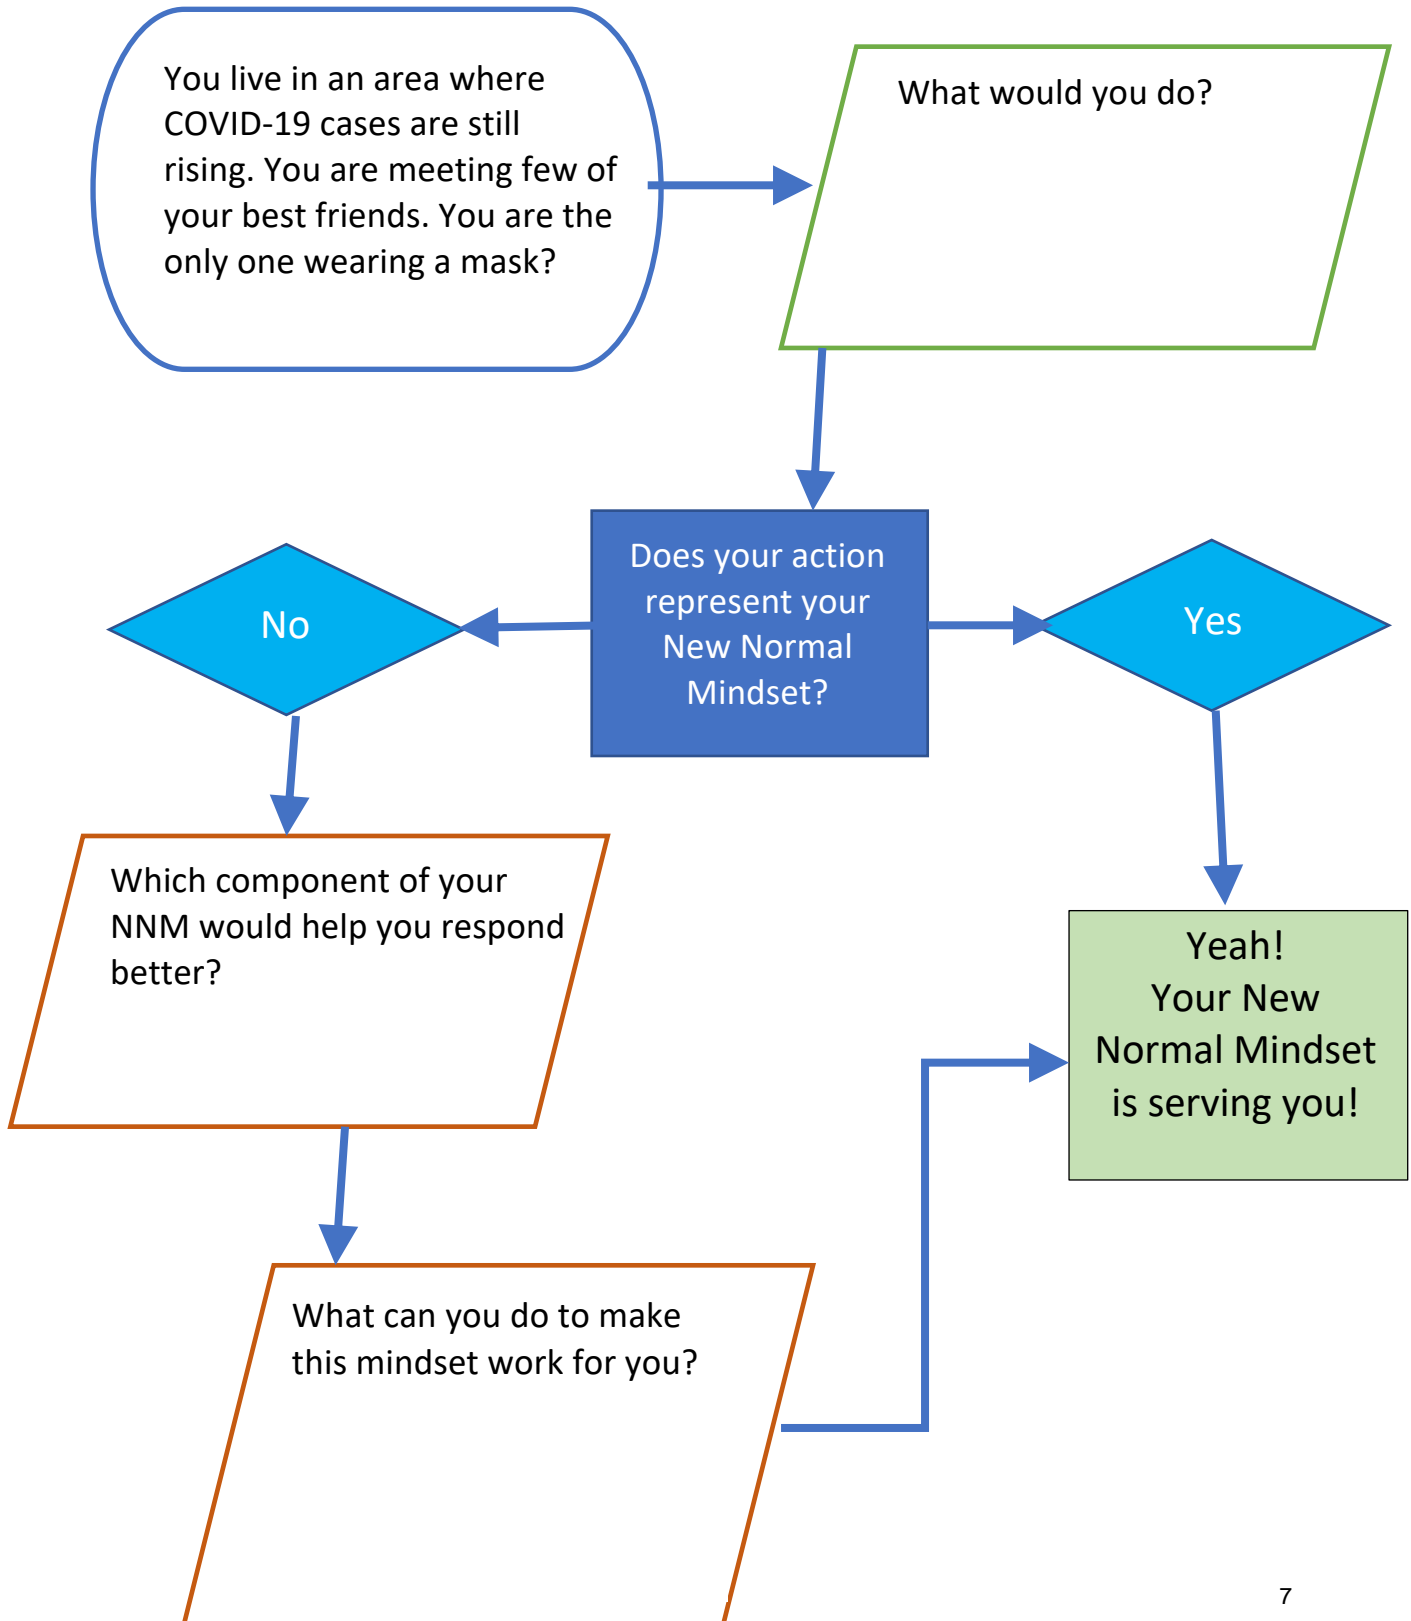 You live in an area where
COVID-19 cases are still
rising. You are meeting few of
your best friends. You are the
only one wearing a mask?
What would you do?
Does your action
represent your
New Normal
Mindset?
No
Yes
Which component of your
NNM would help you respond
better?
Yeah!
Your New
Normal Mindset
is serving you!
What can you do to make
this mindset work for you?
7